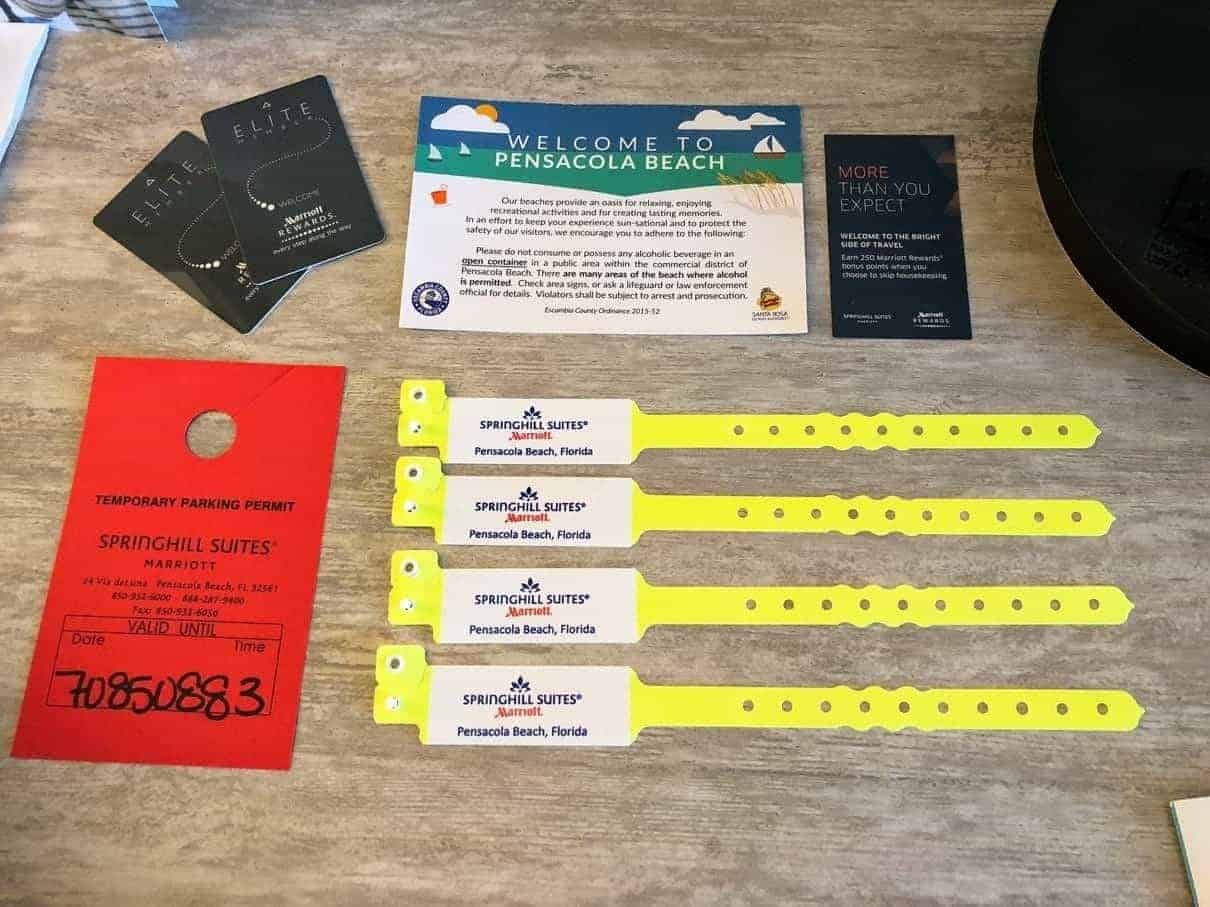 ELITE
MEMBER
WELCOME
Marriott
REWARDS.
every step along the way
ELITE
MEMBER
WELCOME TO
PENSACOLA BEACH
Our beaches provide an oasis for relaxing, enjoying
recreational activities and for creating lasting memories.
In an effort to keep your experience sun-sational and to protect the
safety of our visitors, we encourage you to adhere to the following:
Please do not consume or possess any alcoholic beverage in an
open container in a public area within the commercial district of
Pensacola Beach. There are many areas of the beach where alcohol
is permitted. Check area signs, or ask a lifeguard or law enforcement
official for details. Violators shall be subject to arrest and prosecution.
Escambia County Ordinance 2015-52
ESCAMBIA COUNTY
FLORIDA
SANTA ROSA
MORE
THAN YOU
EXPECT
WELCOME TO THE BRIGHT
SIDE OF TRAVEL
Earn 250 Marriott Rewards®
bonus points when you
choose to skip housekeeping.
SPRINGHILL SUITES
MARRIOTT
Marriott
REWARDS.
TEMPORARY PARKING PERMIT
SPRINGHILL SUITES®
MARRIOTT
24 Via deLuna Pensacola Beach, FL 32561
850-932-6000 · 888-287-9400
Fax: 850-932-6050
VALID UNTIL
Date Time
70850883
SPRINGHILL SUITES®
Marriott.
Pensacola Beach, Florida
SPRINGHILL SUITES®
Marriott.
Pensacola Beach, Florida
SPRINGHILL SUITES®
Marriott.
Pensacola Beach, Florida
SPRINGHILL SUITES®
Marriott.
Pensacola Beach, Florida